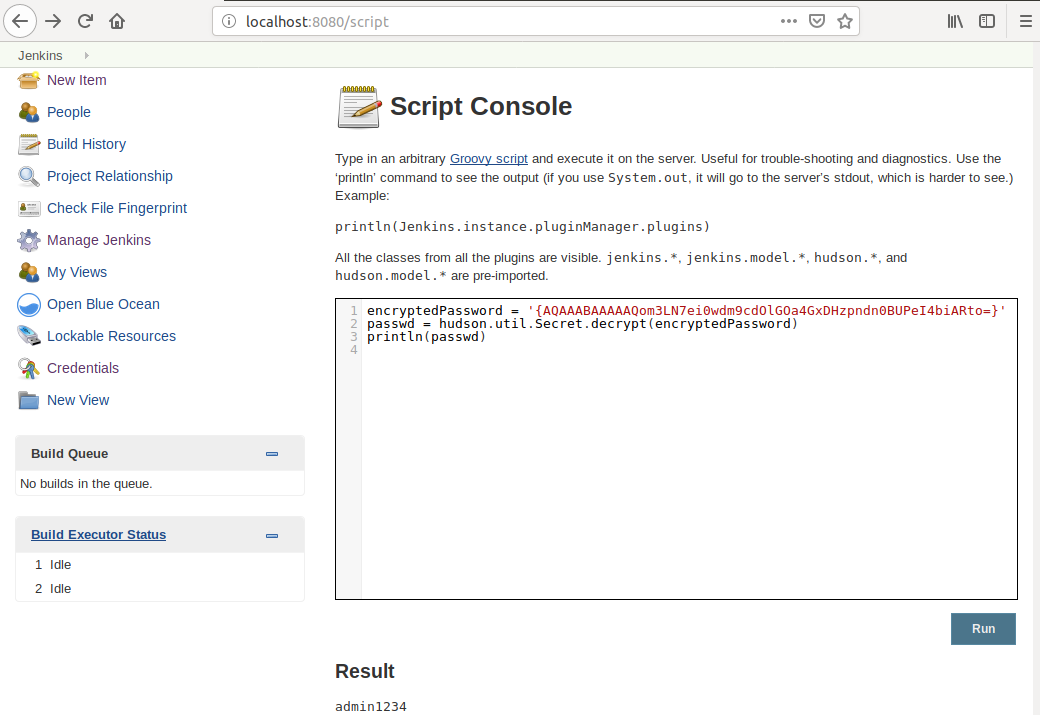 localhost:8080/script
Jenkins
New Item
People
Build History
Project Relationship
Check File Fingerprint
Manage Jenkins
My Views
Open Blue Ocean
Lockable Resources
Credentials
New View
Build Queue
No builds in the queue.
Build Executor Status
1 Idle
2 Idle
Script Console
Type in an arbitrary Groovy script and execute it on the server. Useful for trouble-shooting and diagnostics. Use the
‘println’ command to see the output (if you use System.out, it will go to the server’s stdout, which is harder to see.)
Example:
println(Jenkins.instance.pluginManager.plugins)
All the classes from all the plugins are visible. jenkins.*, jenkins.model.*, hudson.*, and
hudson.model.* are pre-imported.
1 encryptedPassword = '{AQAAABAAAAAQom3LN7ei0wdm9cdOlGOa4GxDHzpndn0BUPeI4biARto=}'
2 passwd = hudson.util.Secret.decrypt(encryptedPassword)
3 println(passwd)
4
Run
Result
admin1234